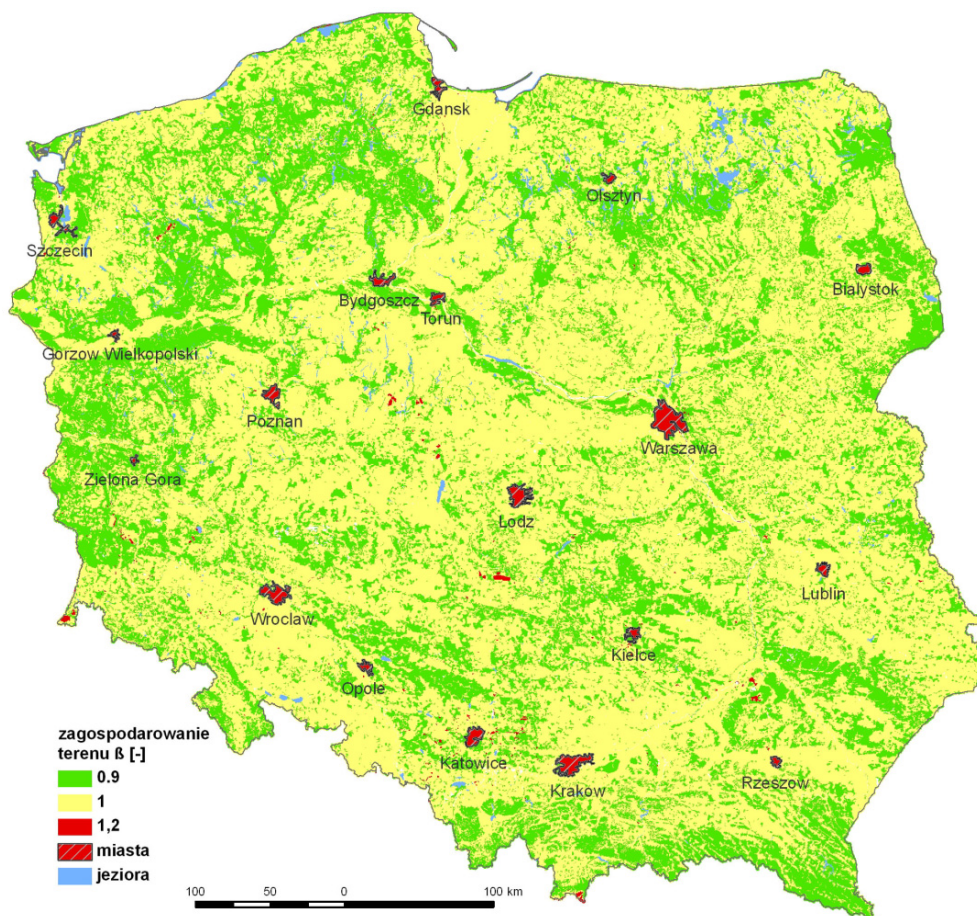 Gdansk
Olsztyn
Szczecin
Bialystok
Bydgoszcz
Torun
Gorzow Wielkopolski
Poznan
Warszawa
Zielona Gora
Lodz
Lublin
Wroclaw
Kielce
Opole
zagospodarowanie
terenu ß [-]
0.9
1
1,2
miasta
jeziora
Katowice
Krakow
Rzeszow
100 50 0 100 km